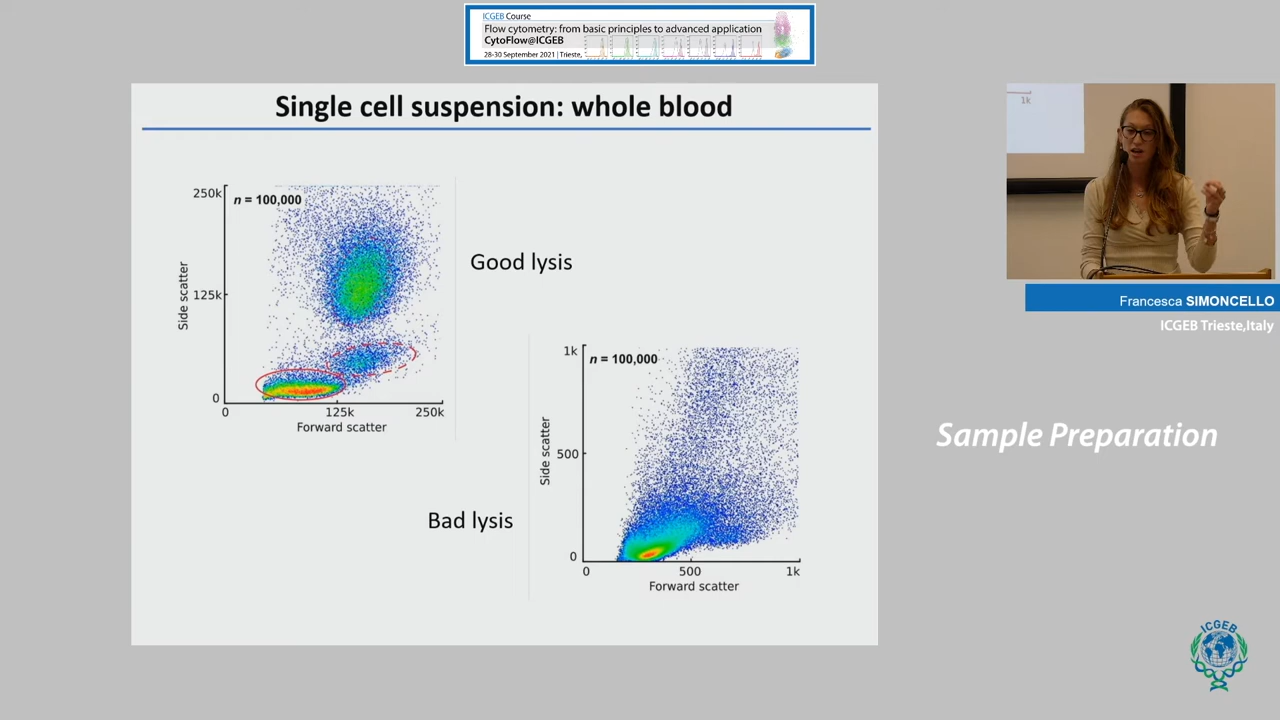 ICGEB Course
Flow cytometry: from basic principles to advanced application
CytoFlow@ICGEB
28-30 September 2021 | Trieste,
Single cell suspension: whole blood
250k
n = 100,000
125k
Side scatter
0
0
125k
250k
Forward scatter
Good lysis
1k
n = 100,000
Side scatter
500
0
0
500
1k
Forward scatter
Bad lysis
1k
Francesca SIMONCELLO
ICGEB Trieste,Italy
Sample Preparation
ICGEB